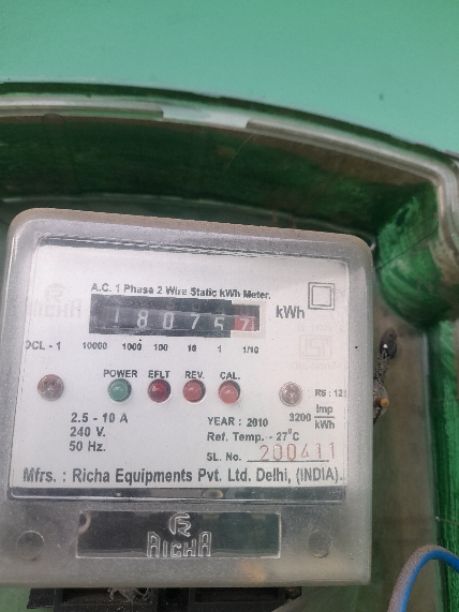 A.C. 1 Phase 2 Wire Static kWh Meter.
RICHA
180757 kWh
OCL - 1 10000 1000 100 10 1 1/10
POWER EFLT REV. CAL.
2.5 - 10 A
240 V.
50 Hz.
YEAR : 2010 3200 Imp/kWh
Ref. Temp. - 27°C
SL. No. 200411
Mfrs. : Richa Equipments Pvt. Ltd. Delhi, (INDIA).
RICHA